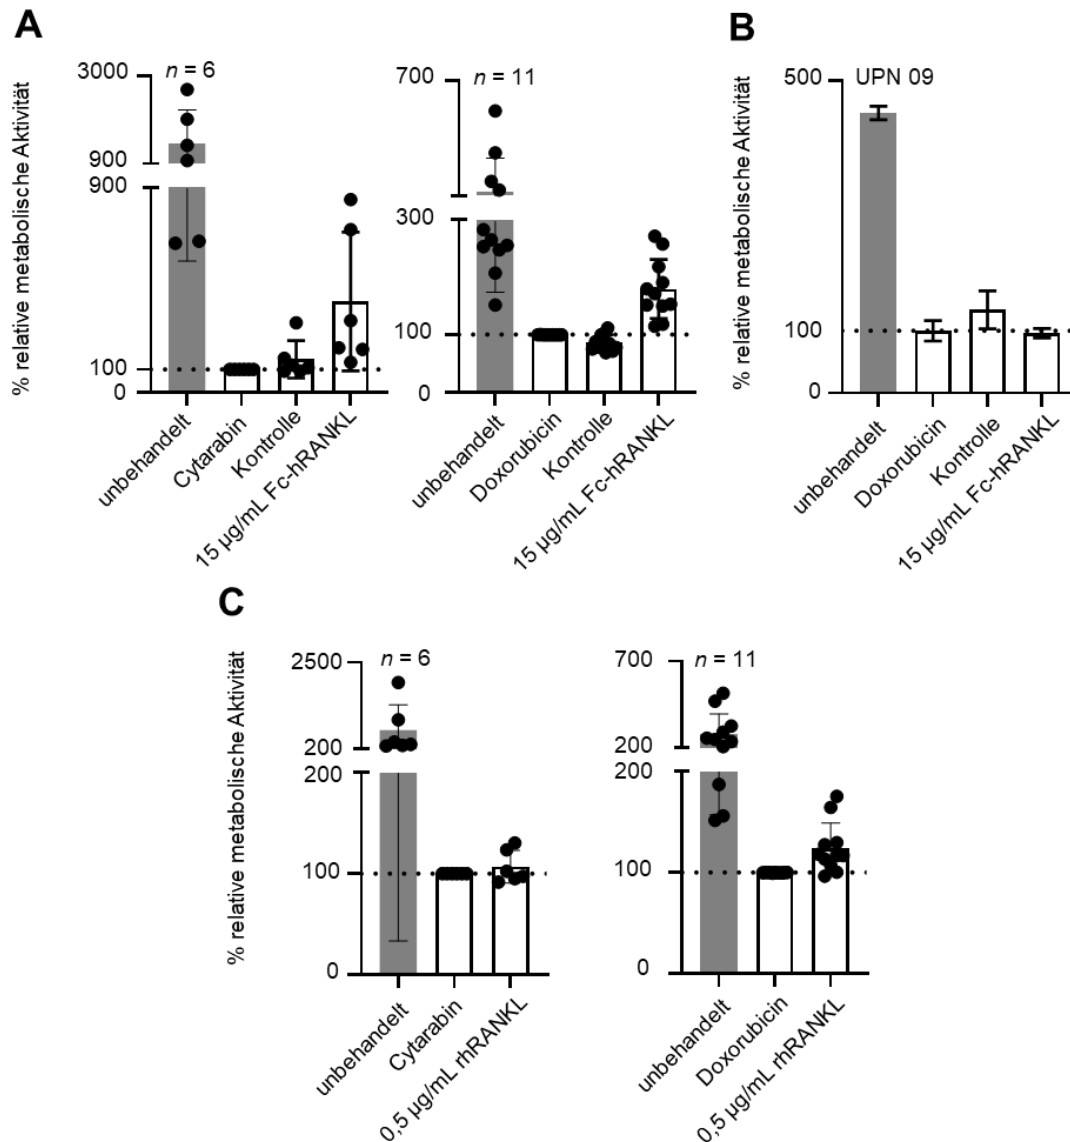 A
% relative metabolische Aktivität
3000
900
900
100
0
n = 6
unbehandelt
Cytarabin
Kontrolle
15 µg/mL Fc-hRANKL
700
300
100
0
n = 11
unbehandelt
Doxorubicin
Kontrolle
15 µg/mL Fc-hRANKL
B
% relative metabolische Aktivität
500
100
0
UPN 09
unbehandelt
Doxorubicin
Kontrolle
15 µg/mL Fc-hRANKL
C
% relative metabolische Aktivität
2500
200
200
100
0
n = 6
unbehandelt
Cytarabin
0,5 µg/mL rhRANKL
700
200
200
100
0
n = 11
unbehandelt
Doxorubicin
0,5 µg/mL rhRANKL